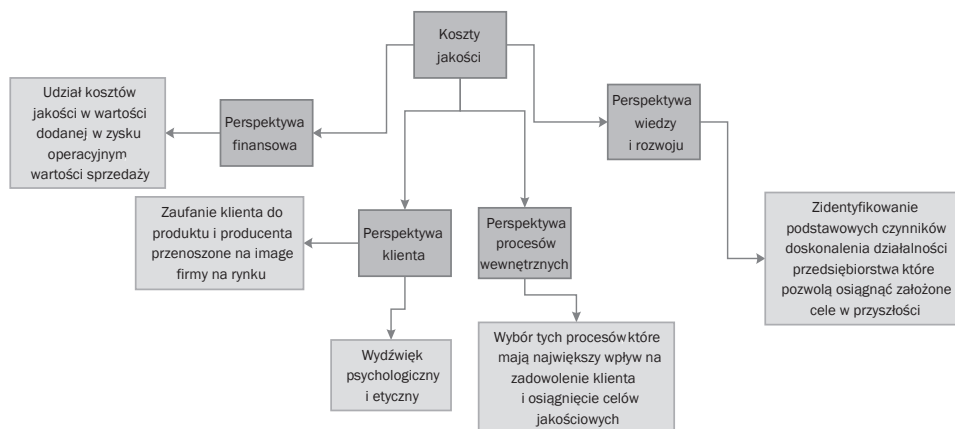 Koszty
jakości
Udział kosztów
jakości w wartości
dodanej w zysku
operacyjnym
wartości sprzedaży
Perspektywa
finansowa
Perspektywa
wiedzy
i rozwoju
Zaufanie klienta do
produktu i producenta
przenoszone na image
firmy na rynku
Perspektywa
klienta
Perspektywa
procesów
wewnętrznych
Zidentyfikowanie
podstawowych czynników
doskonalenia działalności
przedsiębiorstwa które
pozwolą osiągnąć założone
cele w przyszłości
Wydźwięk
psychologiczny
i etyczny
Wybór tych procesów które
mają największy wpływ na
zadowolenie klienta
i osiągnięcie celów
jakościowych